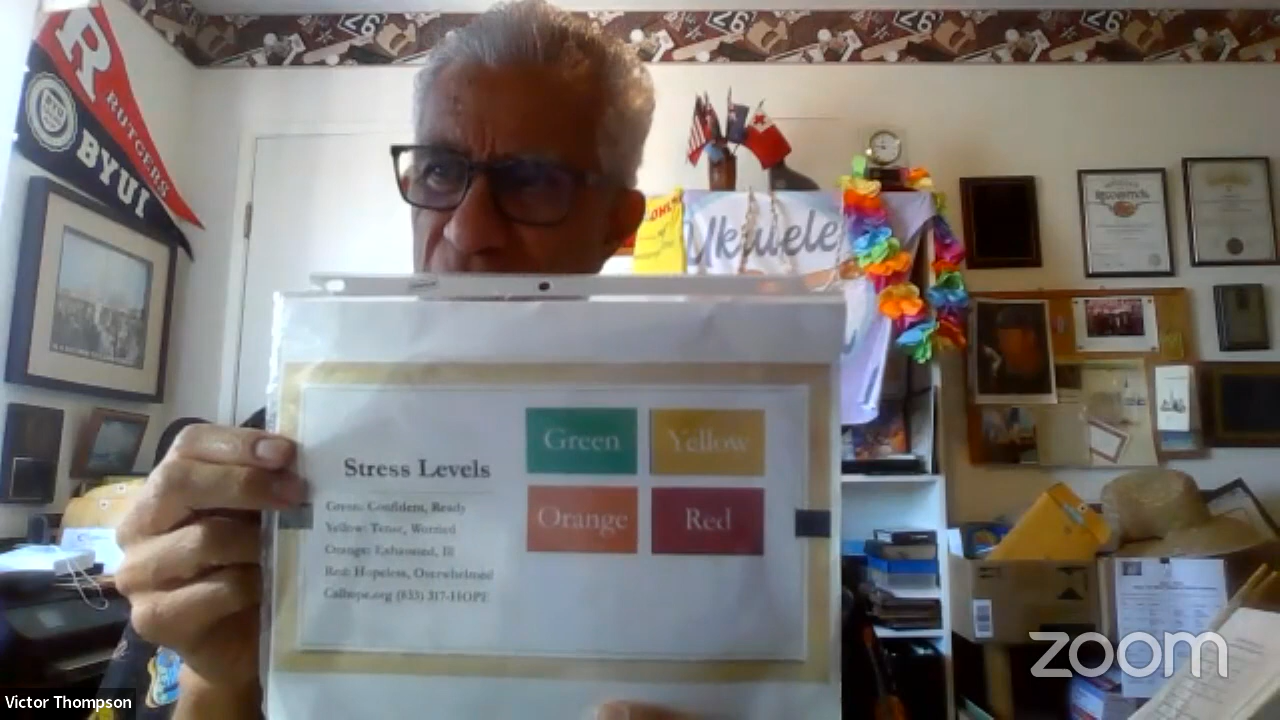 R
RUTGERS
BYUI
Ukulele
Stress Levels
Green: Confident, Ready
Yellow: Tense, Worried
Orange: Exhausted, Ill
Red: Hopeless, Overwhelmed
Calhope.org (833) 317-HOPE
Green
Yellow
Orange
Red
Victor Thompson
zoom